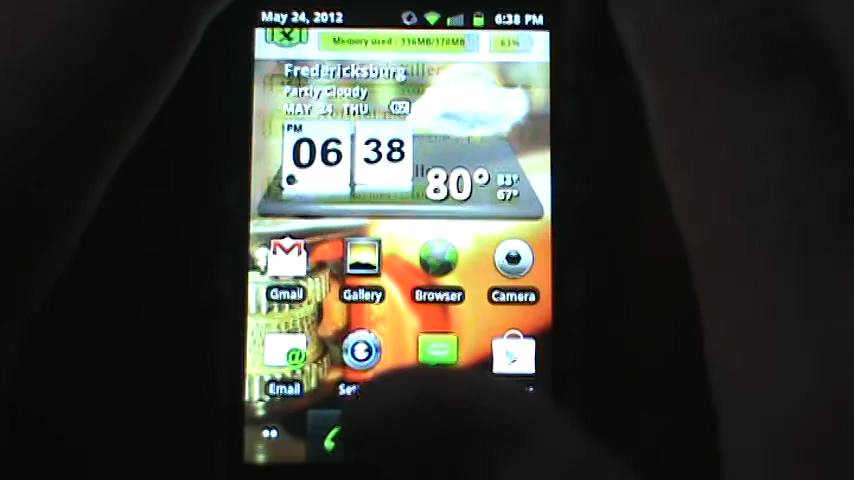 May 24, 2012 6:38 PM
Memory used : 336MB/378MB 63%
Fredericksburg
Partly Cloudy
MAY 24 THU
PM
06 38
80° 83°
67°
Gmail Gallery Browser Camera
Email